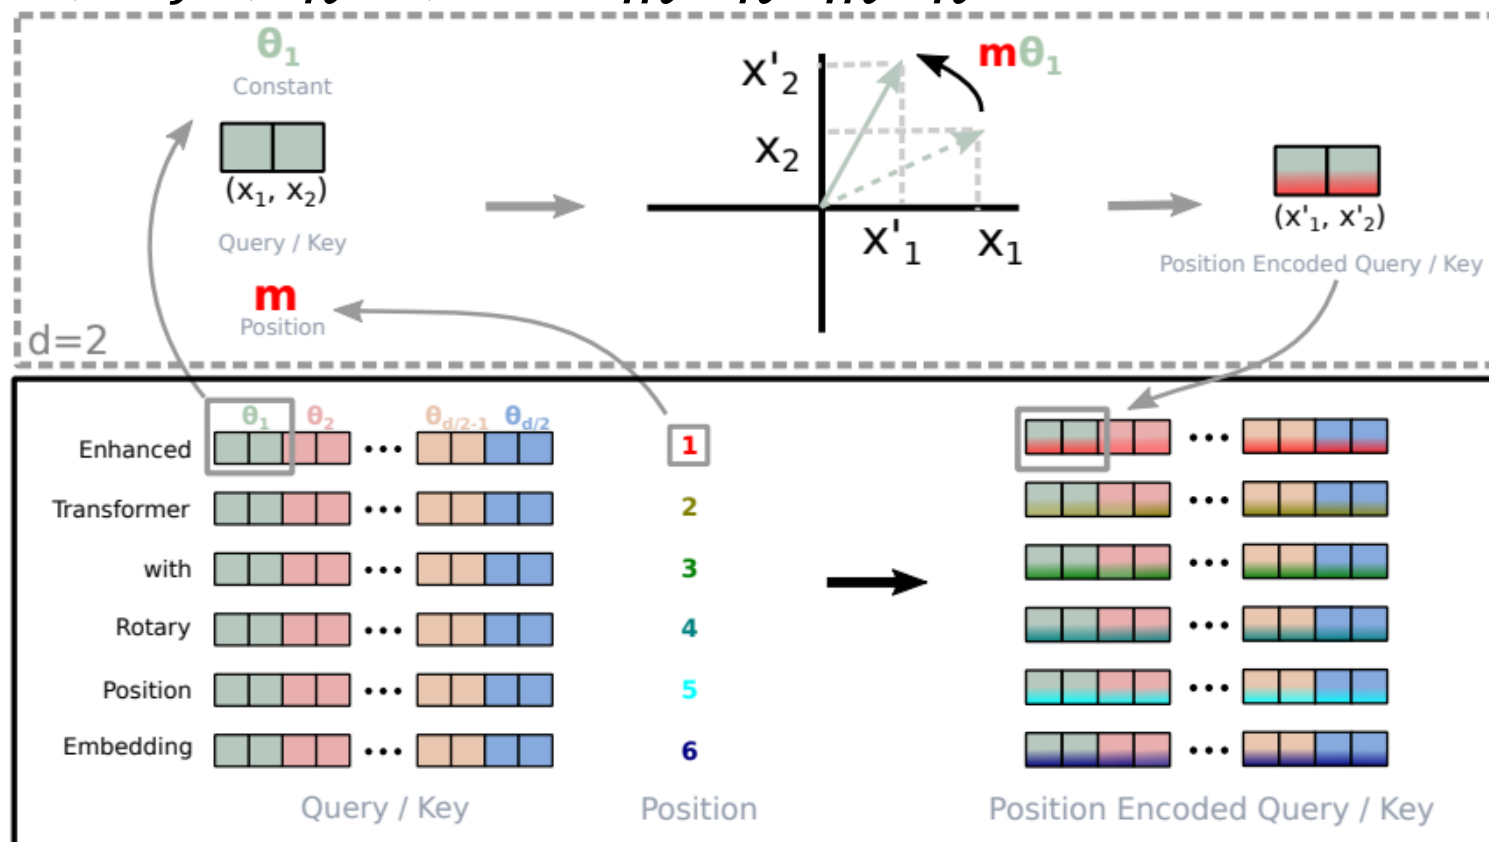 θ1
Constant
(x1, x2)
Query / Key
m
Position
d=2
x'2
x2
x'1
x1
mθ1
(x'1, x'2)
Position Encoded Query / Key
θ1 θ2 θd/2-1 θd/2
Enhanced ••• 1 •••
Transformer ••• 2 •••
with ••• 3 •••
Rotary ••• 4 •••
Position ••• 5 •••
Embedding ••• 6 •••
Query / Key Position Position Encoded Query / Key